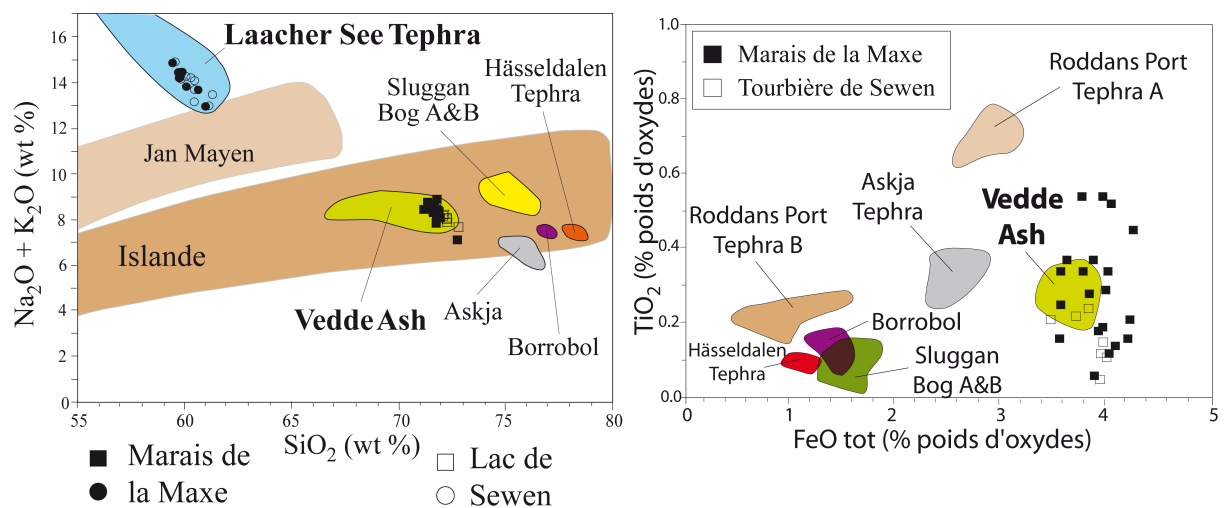 16
14
12
10
8
6
4
2
0
Na₂O + K₂O (wt %)
Laacher See Tephra
Sluggan
Bog A&B
Hässeldalen
Tephra
Jan Mayen
Islande
Vedde Ash
Askja
Borrobol
55
60
65
70
75
80
SiO₂ (wt %)
Marais de
la Maxe
Lac de
Sewen
1.0
0.8
0.6
0.4
0.2
0.0
TiO₂ (% poids d'oxydes)
Marais de la Maxe
Tourbière de Sewen
Roddans Port
Tephra A
Askja
Tephra
Vedde
Ash
Roddans Port
Tephra B
Borrobol
Hässeldalen
Tephra
Sluggan
Bog A&B
0
1
2
3
4
5
FeO tot (% poids d'oxydes)